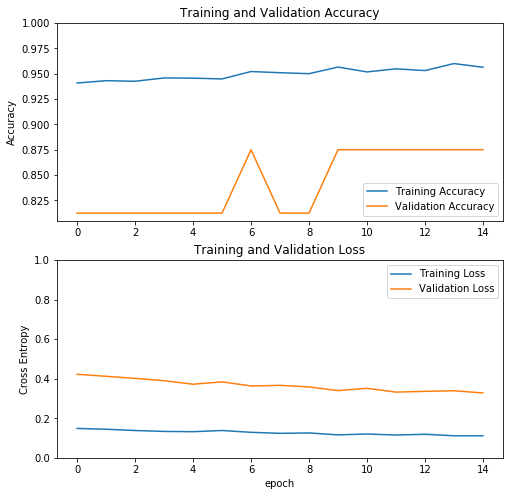 Training and Validation Accuracy
1.000
0.975
0.950
0.925
0.900
0.875
0.850
0.825
Accuracy
Training Accuracy
Validation Accuracy
0 2 4 6 8 10 12 14
Training and Validation Loss
1.0
0.8
0.6
0.4
0.2
0.0
Cross Entropy
Training Loss
Validation Loss
0 2 4 6 8 10 12 14
epoch